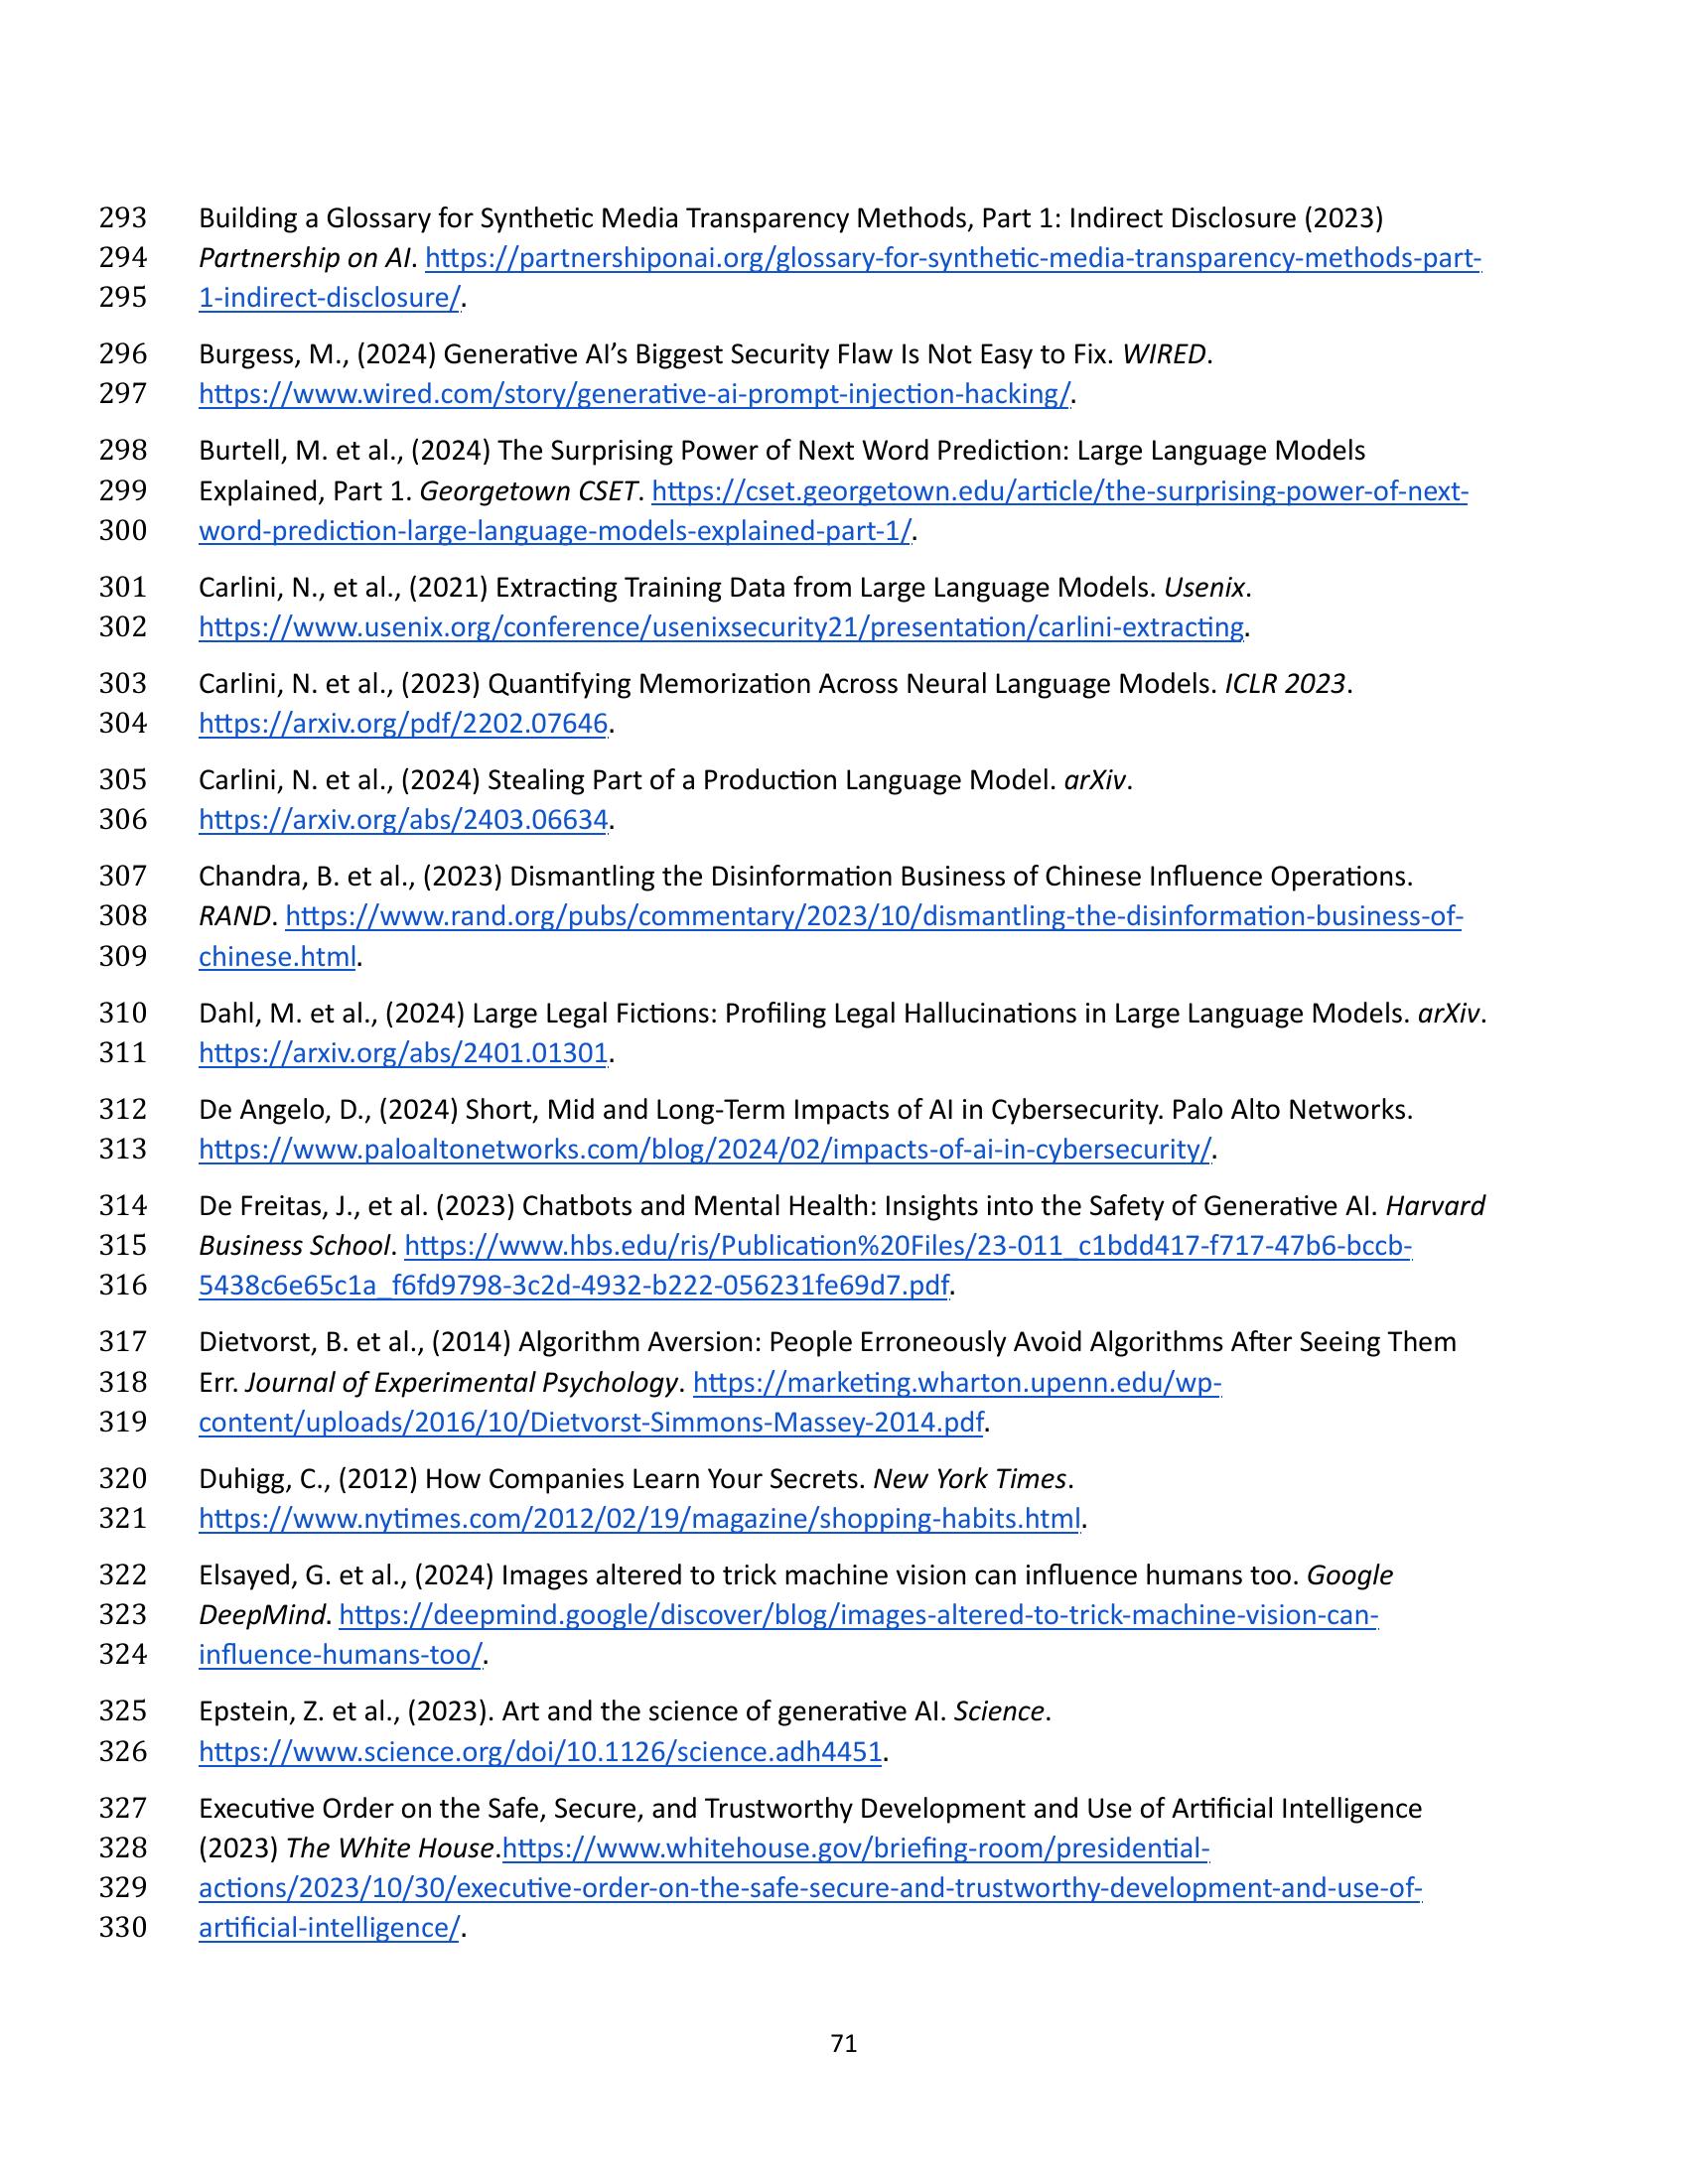 293 Building a Glossary for Synthetic Media Transparency Methods, Part 1: Indirect Disclosure (2023)
294 Partnership on AI. https://partnershiponai.org/glossary-for-synthetic-media-transparency-methods-part-
295 1-indirect-disclosure/.
296 Burgess, M., (2024) Generative AI’s Biggest Security Flaw Is Not Easy to Fix. WIRED.
297 https://www.wired.com/story/generative-ai-prompt-injection-hacking/.
298 Burtell, M. et al., (2024) The Surprising Power of Next Word Prediction: Large Language Models
299 Explained, Part 1. Georgetown CSET. https://cset.georgetown.edu/article/the-surprising-power-of-next-
300 word-prediction-large-language-models-explained-part-1/.
301 Carlini, N., et al., (2021) Extracting Training Data from Large Language Models. Usenix.
302 https://www.usenix.org/conference/usenixsecurity21/presentation/carlini-extracting.
303 Carlini, N. et al., (2023) Quantifying Memorization Across Neural Language Models. ICLR 2023.
304 https://arxiv.org/pdf/2202.07646.
305 Carlini, N. et al., (2024) Stealing Part of a Production Language Model. arXiv.
306 https://arxiv.org/abs/2403.06634.
307 Chandra, B. et al., (2023) Dismantling the Disinformation Business of Chinese Influence Operations.
308 RAND. https://www.rand.org/pubs/commentary/2023/10/dismantling-the-disinformation-business-of-
309 chinese.html.
310 Dahl, M. et al., (2024) Large Legal Fictions: Profiling Legal Hallucinations in Large Language Models. arXiv.
311 https://arxiv.org/abs/2401.01301.
312 De Angelo, D., (2024) Short, Mid and Long-Term Impacts of AI in Cybersecurity. Palo Alto Networks.
313 https://www.paloaltonetworks.com/blog/2024/02/impacts-of-ai-in-cybersecurity/.
314 De Freitas, J., et al. (2023) Chatbots and Mental Health: Insights into the Safety of Generative AI. Harvard
315 Business School. https://www.hbs.edu/ris/Publication%20Files/23-011_c1bdd417-f717-47b6-bccb-
316 5438c6e65c1a_f6fd9798-3c2d-4932-b222-056231fe69d7.pdf.
317 Dietvorst, B. et al., (2014) Algorithm Aversion: People Erroneously Avoid Algorithms After Seeing Them
318 Err. Journal of Experimental Psychology. https://marketing.wharton.upenn.edu/wp-
319 content/uploads/2016/10/Dietvorst-Simmons-Massey-2014.pdf.
320 Duhigg, C., (2012) How Companies Learn Your Secrets. New York Times.
321 https://www.nytimes.com/2012/02/19/magazine/shopping-habits.html.
322 Elsayed, G. et al., (2024) Images altered to trick machine vision can influence humans too. Google
323 DeepMind. https://deepmind.google/discover/blog/images-altered-to-trick-machine-vision-can-
324 influence-humans-too/.
325 Epstein, Z. et al., (2023). Art and the science of generative AI. Science.
326 https://www.science.org/doi/10.1126/science.adh4451.
327 Executive Order on the Safe, Secure, and Trustworthy Development and Use of Artificial Intelligence
328 (2023) The White House.https://www.whitehouse.gov/briefing-room/presidential-
329 actions/2023/10/30/executive-order-on-the-safe-secure-and-trustworthy-development-and-use-of-
330 artificial-intelligence/.
71